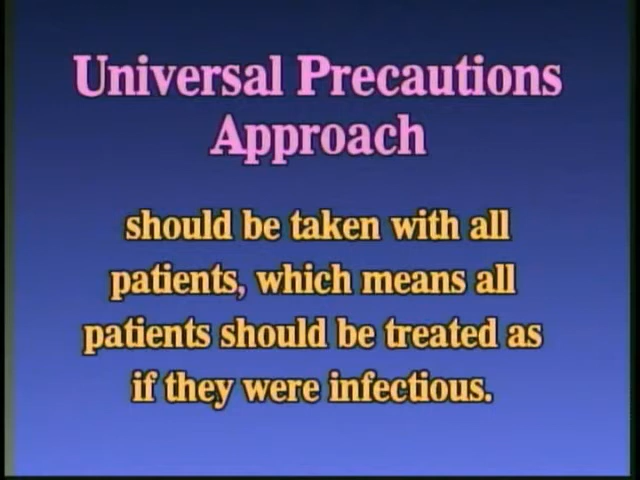 Universal Precautions
Approach
should be taken with all
patients, which means all
patients should be treated as
if they were infectious.